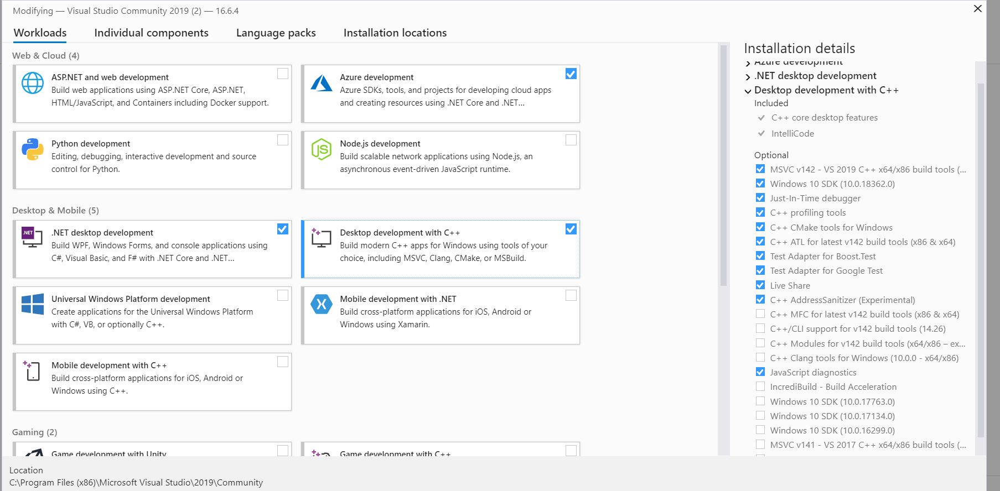 Modifying — Visual Studio Community 2019 (2) — 16.6.4
Workloads
Individual components
Language packs
Installation locations
Web & Cloud (4)
ASP.NET and web development
Build web applications using ASP.NET Core, ASP.NET,
HTML/JavaScript, and Containers including Docker support.
Azure development
Azure SDKs, tools, and projects for developing cloud apps
and creating resources using .NET Core and .NET...
Python development
Editing, debugging, interactive development and source
control for Python.
JS
Node.js development
Build scalable network applications using Node.js, an
asynchronous event-driven JavaScript runtime.
Desktop & Mobile (5)
.NET
.NET desktop development
Build WPF, Windows Forms, and console applications using
C#, Visual Basic, and F# with .NET Core and .NET...
Desktop development with C++
Build modern C++ apps for Windows using tools of your
choice, including MSVC, Clang, CMake, or MSBuild.
Universal Windows Platform development
Create applications for the Universal Windows Platform
with C#, VB, or optionally C++.
Mobile development with .NET
Build cross-platform applications for iOS, Android or
Windows using Xamarin.
Mobile development with C++
Build cross-platform applications for iOS, Android or
Windows using C++.
Gaming (2)
Game development with Unity
Game development with C++
Installation details
Azure development
.NET desktop development
Desktop development with C++
Included
C++ core desktop features
IntelliCode
Optional
MSVC v142 - VS 2019 C++ x64/x86 build tools (...
Windows 10 SDK (10.0.18362.0)
Just-In-Time debugger
C++ profiling tools
C++ CMake tools for Windows
C++ ATL for latest v142 build tools (x86 & x64)
Test Adapter for Boost.Test
Test Adapter for Google Test
Live Share
C++ AddressSanitizer (Experimental)
C++ MFC for latest v142 build tools (x86 & x64)
C++/CLI support for v142 build tools (14.26)
C++ Modules for v142 build tools (x64/x86 – ex...
C++ Clang tools for Windows (10.0.0 - x64/x86)
JavaScript diagnostics
IncrediBuild - Build Acceleration
Windows 10 SDK (10.0.17763.0)
Windows 10 SDK (10.0.17134.0)
Windows 10 SDK (10.0.16299.0)
MSVC v141 - VS 2017 C++ x64/x86 build tools (...
Location
C:\Program Files (x86)\Microsoft Visual Studio\2019\Community